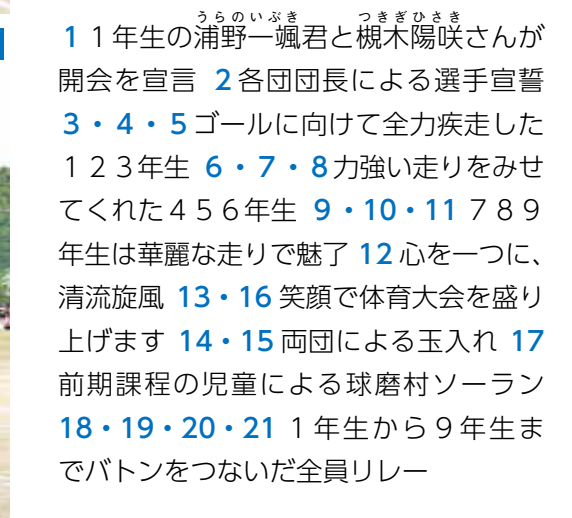 うらのいぶき つきぎひさき
1 1年生の浦野一颯君と槻木陽咲さんが
開会を宣言 2 各団団長による選手宣誓
3・4・5 ゴールに向けて全力疾走した
123年生 6・7・8 力強い走りをみせ
てくれた456年生 9・10・11 789
年生は華麗な走りで魅了 12 心を一つに、
清流旋風 13・16 笑顔で体育大会を盛り
上げます 14・15 両団による玉入れ 17
前期課程の児童による球磨村ソーラン
18・19・20・21 1年生から9年生ま
でバトンをつないだ全員リレー